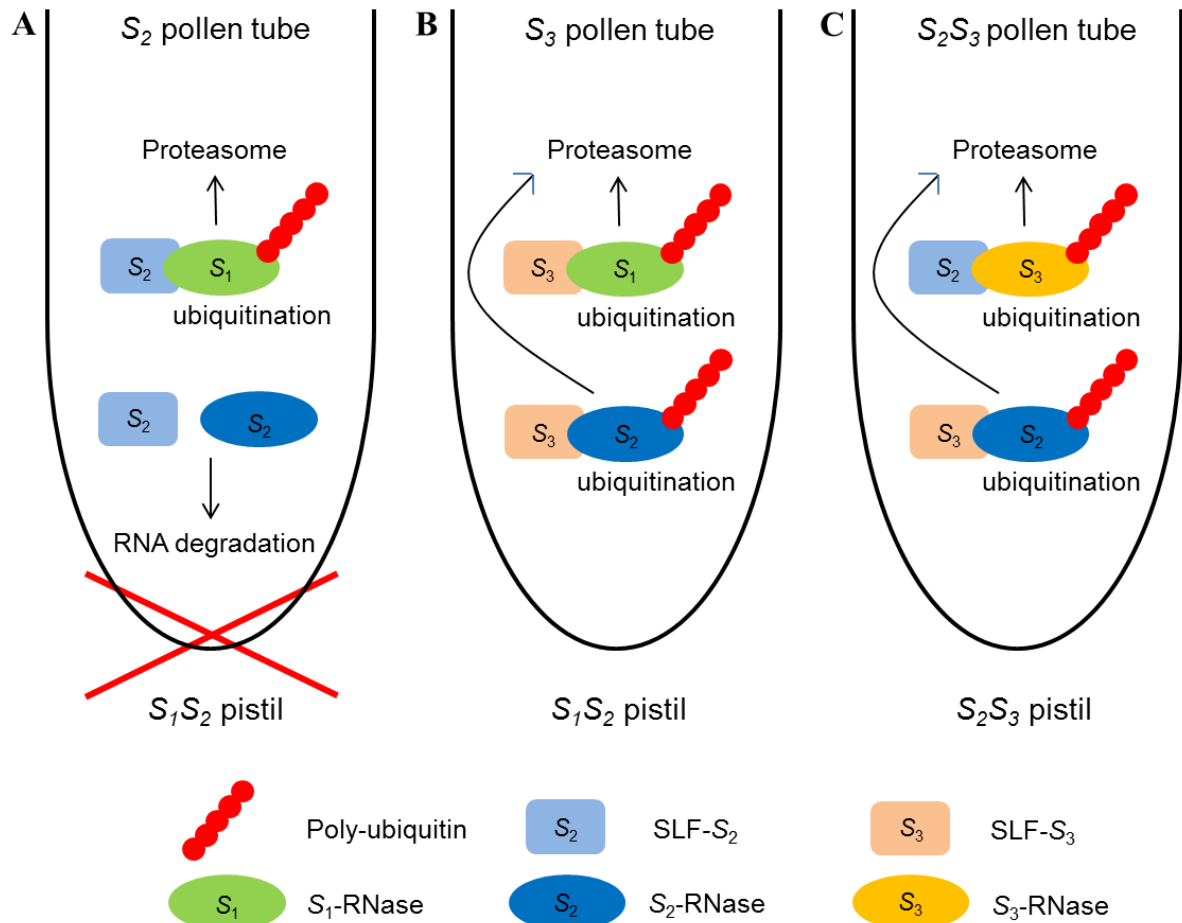 A
S2 pollen tube
Proteasome
S2
S1
ubiquitination
S2
S2
RNA degradation
S1S2 pistil
B
S3 pollen tube
Proteasome
S3
S1
ubiquitination
S3
S2
ubiquitination
S1S2 pistil
C
S2S3 pollen tube
Proteasome
S2
S3
ubiquitination
S3
S2
ubiquitination
S2S3 pistil
Poly-ubiquitin
S2
SLF-S2
S3
SLF-S3
S1
S1-RNase
S2
S2-RNase
S3
S3-RNase